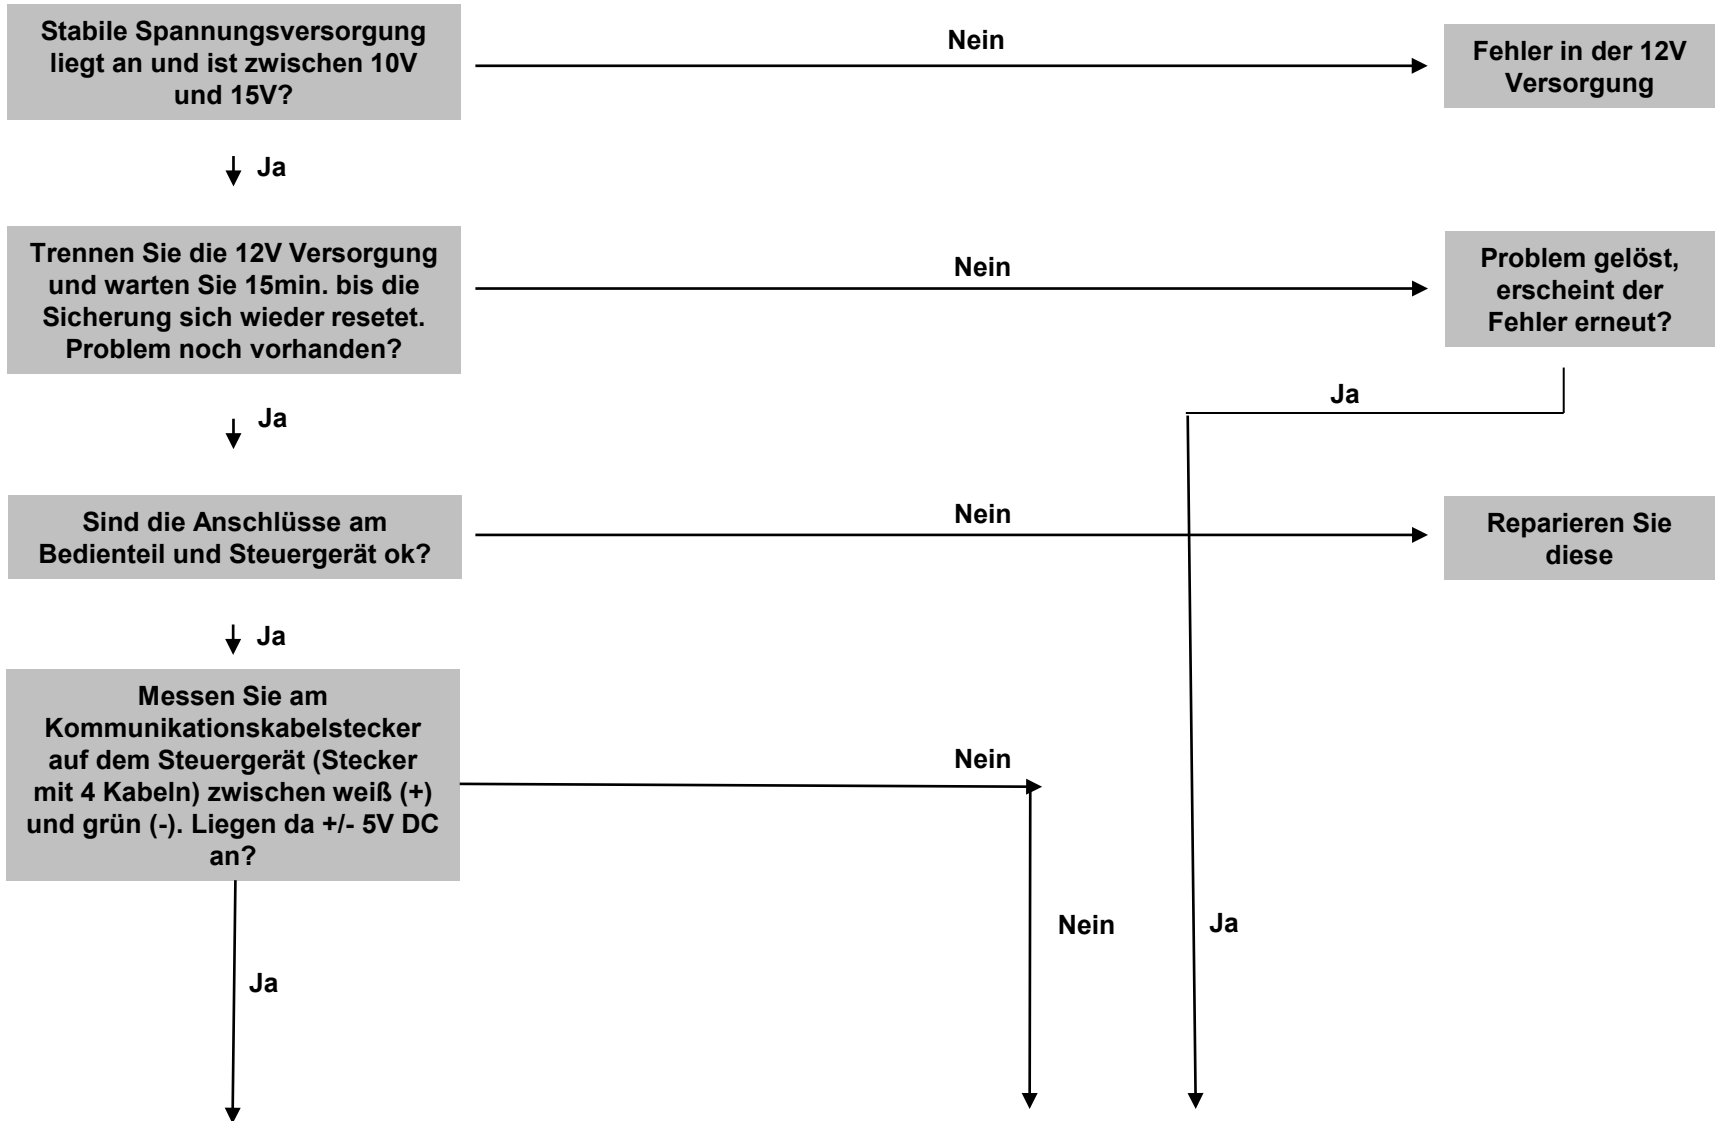 Stabile Spannungsversorgung
liegt an und ist zwischen 10V
und 15V?
Nein
Fehler in der 12V
Versorgung
Ja
Trennen Sie die 12V Versorgung
und warten Sie 15min. bis die
Sicherung sich wieder resetet.
Problem noch vorhanden?
Nein
Problem gelöst,
erscheint der
Fehler erneut?
Ja
Ja
Sind die Anschlüsse am
Bedienteil und Steuergerät ok?
Nein
Reparieren Sie
diese
Ja
Messen Sie am
Kommunikationskabelstecker
auf dem Steuergerät (Stecker
mit 4 Kabeln) zwischen weiß (+)
und grün (-). Liegen da +/- 5V DC
an?
Nein
Nein
Ja
Ja